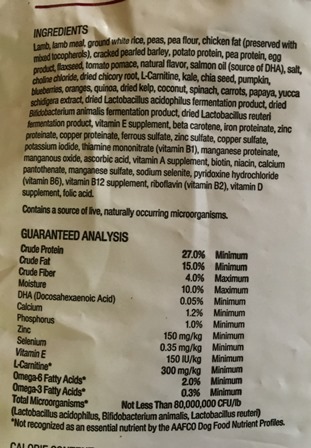 INGREDIENTS
Lamb, lamb meal, ground white rice, peas, pea flour, chicken fat (preserved with
mixed tocopherols), cracked pearled barley, potato protein, pea protein, egg
product, flaxseed, tomato pomace, natural flavor, salmon oil (source of DHA), salt,
choline chloride, dried chicory root, L-Carnitine, kale, chia seed, pumpkin,
blueberries, oranges, quinoa, dried kelp, coconut, spinach, carrots, papaya, yucca
schidigera extract, dried Lactobacillus acidophilus fermentation product, dried
Bifidobacterium animalis fermentation product, dried Lactobacillus reuteri
fermentation product, vitamin E supplement, beta carotene, iron proteinate, zinc
proteinate, copper proteinate, ferrous sulfate, zinc sulfate, copper sulfate,
potassium iodide, thiamine mononitrate (vitamin B1), manganese proteinate,
manganous oxide, ascorbic acid, vitamin A supplement, biotin, niacin, calcium
pantothenate, manganese sulfate, sodium selenite, pyridoxine hydrochloride
(vitamin B6), vitamin B12 supplement, riboflavin (vitamin B2), vitamin D
supplement, folic acid.
Contains a source of live, naturally occurring microorganisms.
GUARANTEED ANALYSIS
Crude Protein 27.0% Minimum
Crude Fat 15.0% Minimum
Crude Fiber 4.0% Maximum
Moisture 10.0% Maximum
DHA (Docosahexaenoic Acid) 0.05% Minimum
Calcium 1.2% Minimum
Phosphorus 1.0% Minimum
Zinc 150 mg/kg Minimum
Selenium 0.35 mg/kg Minimum
Vitamin E 150 IU/kg Minimum
L-Carnitine* 300 mg/kg Minimum
Omega-6 Fatty Acids* 2.0% Minimum
Omega-3 Fatty Acids* 0.3% Minimum
Total Microorganisms* Not Less Than 80,000,000 CFU/lb
(Lactobacillus acidophilus, Bifidobacterium animalis, Lactobacillus reuteri)
*Not recognized as an essential nutrient by the AAFCO Dog Food Nutrient Profiles.